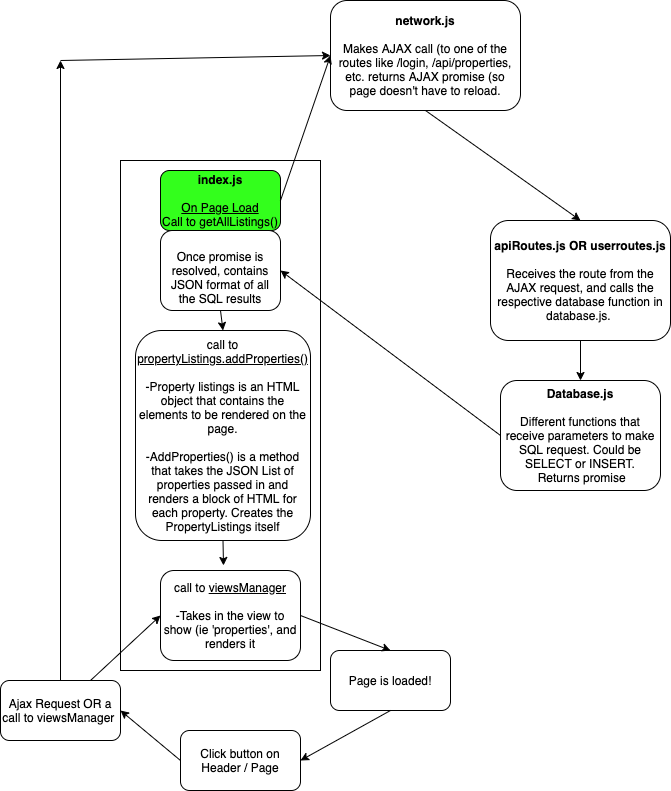 network.js
Makes AJAX call (to one of the
routes like /login, /api/properties,
etc. returns AJAX promise (so
page doesn't have to reload.
index.js
On Page Load
Call to getAllListings()
Once promise is
resolved, contains
JSON format of all
the SQL results
call to
propertyListings.addProperties()
-Property listings is an HTML
object that contains the
elements to be rendered on the
page.
-AddProperties() is a method
that takes the JSON List of
properties passed in and
renders a block of HTML for
each property. Creates the
PropertyListings itself
call to viewsManager
-Takes in the view to
show (ie 'properties', and
renders it
apiRoutes.js OR userroutes.js
Receives the route from the
AJAX request, and calls the
respective database function in
database.js.
Database.js
Different functions that
receive parameters to make
SQL request. Could be
SELECT or INSERT.
Returns promise
Page is loaded!
Click button on
Header / Page
Ajax Request OR a
call to viewsManager